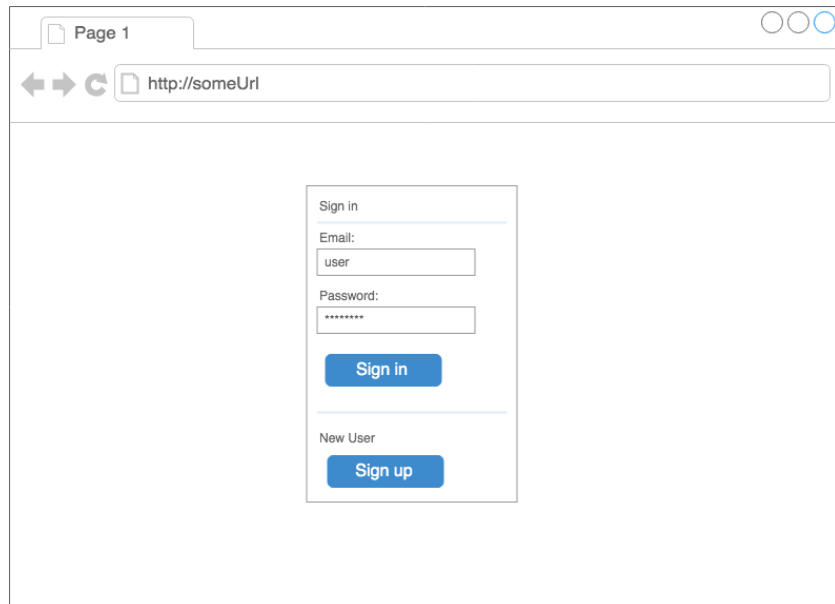 Page 1
http://someUrl
Sign in
Email:
user
Password:
********
Sign in
New User
Sign up